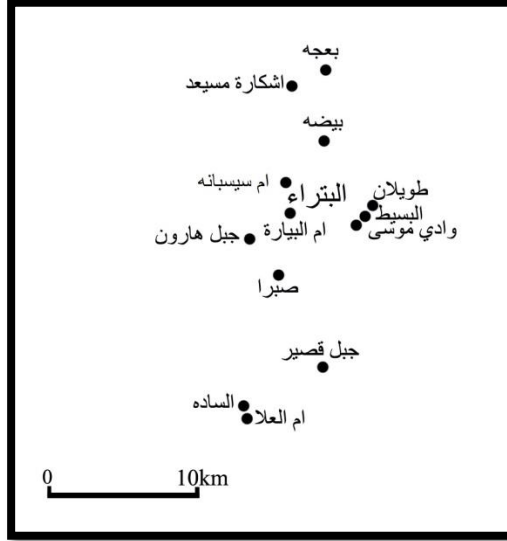 بعجه
اشكارة مسيعد
بيضه
ام سيسبانه
طويلان
البتراء
البسيط
وادي موسى
ام البيارة
جبل هارون
صبرا
جبل قصير
الساده
ام العلا
0 10km